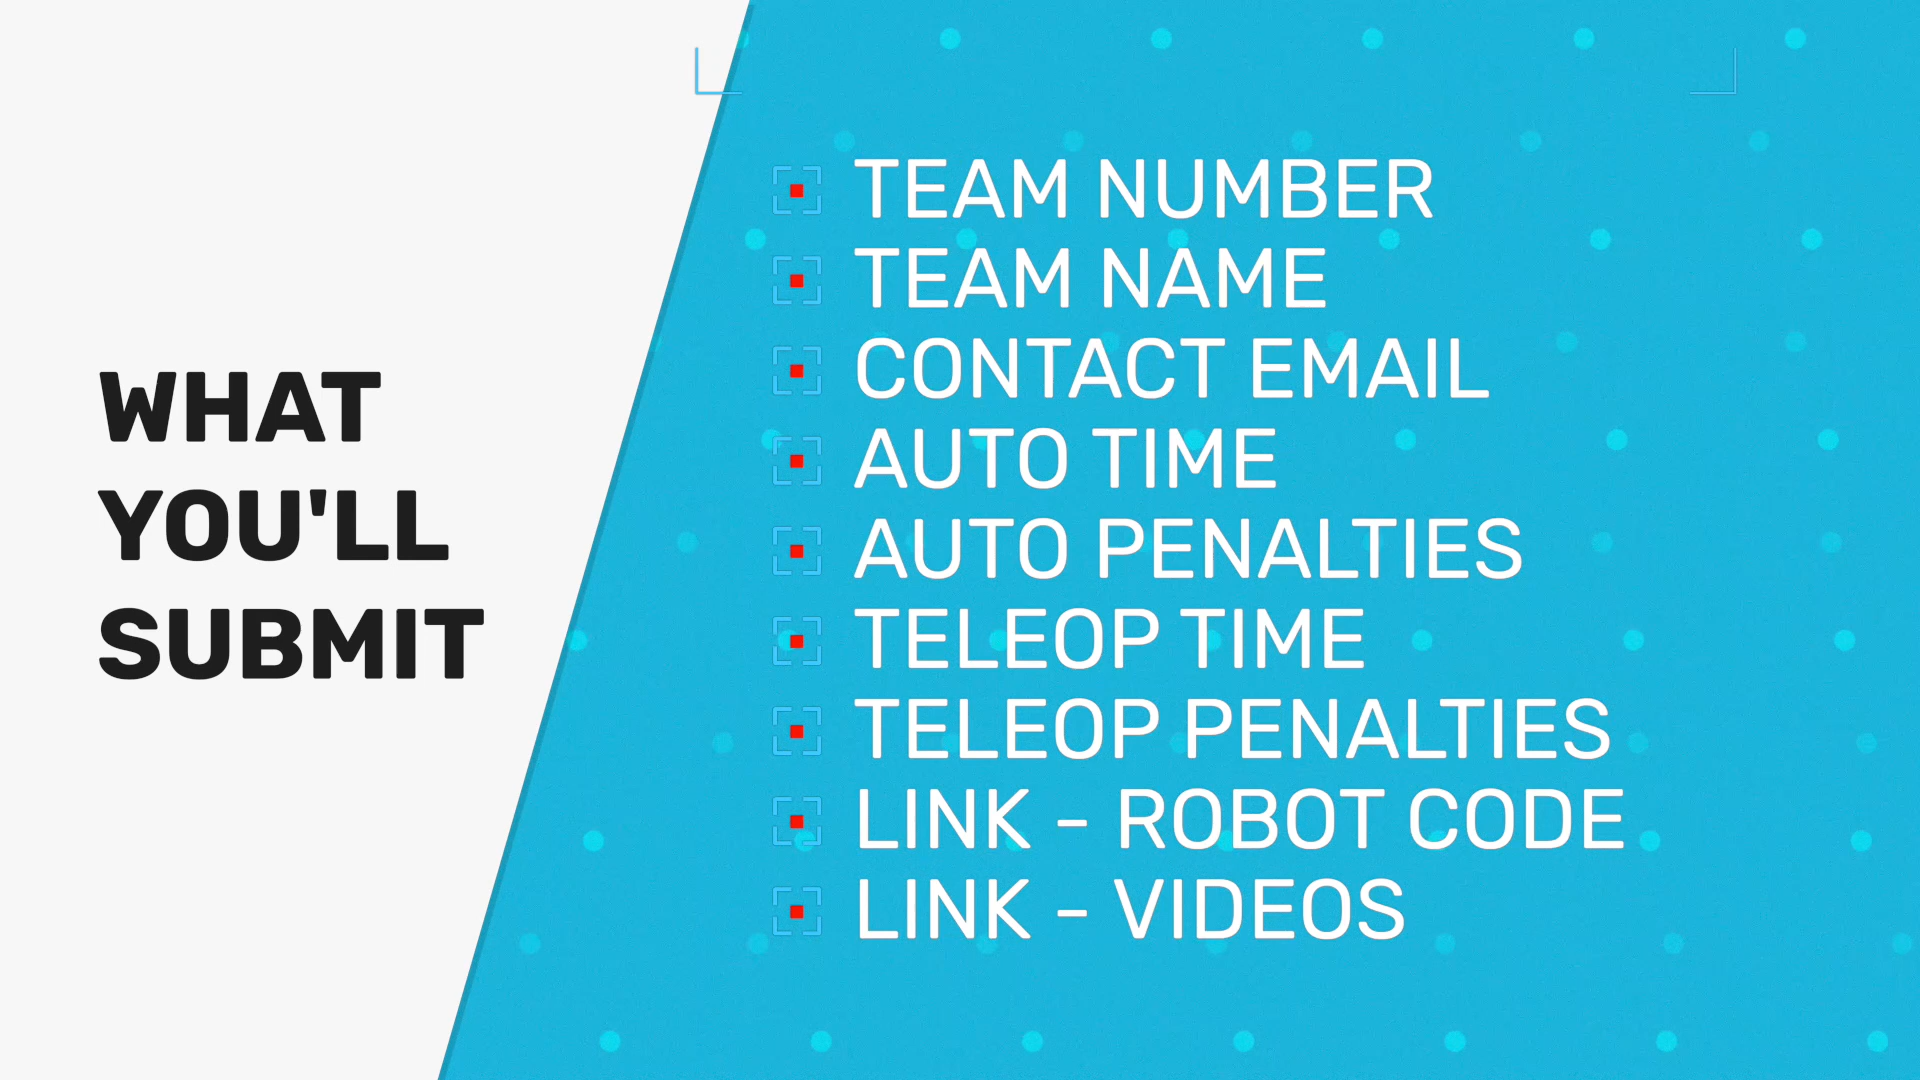 WHAT
YOU'LL
SUBMIT
TEAM NUMBER
TEAM NAME
CONTACT EMAIL
AUTO TIME
AUTO PENALTIES
TELEOP TIME
TELEOP PENALTIES
LINK - ROBOT CODE
LINK - VIDEOS